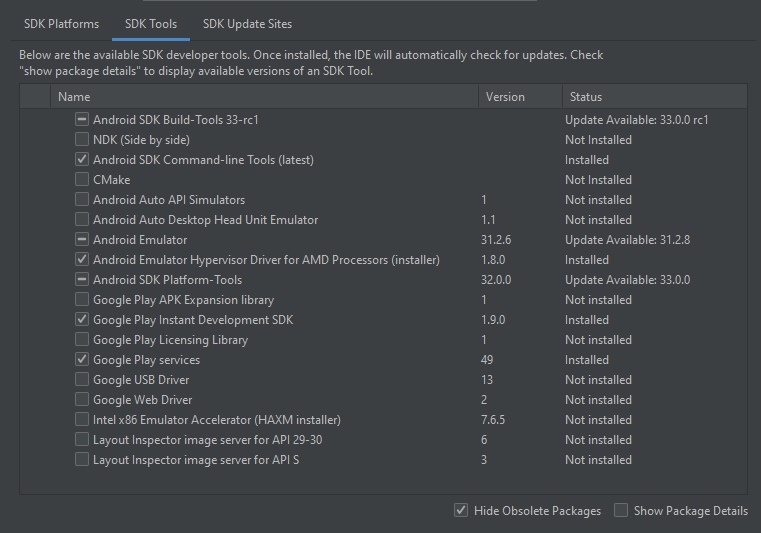 SDK Platforms SDK Tools SDK Update Sites
Below are the available SDK developer tools. Once installed, the IDE will automatically check for updates. Check
"show package details" to display available versions of an SDK Tool.
Name Version Status
Android SDK Build-Tools 33-rc1 Update Available: 33.0.0 rc1
NDK (Side by side) Not Installed
Android SDK Command-line Tools (latest) Installed
CMake Not Installed
Android Auto API Simulators 1 Not installed
Android Auto Desktop Head Unit Emulator 1.1 Not installed
Android Emulator 31.2.6 Update Available: 31.2.8
Android Emulator Hypervisor Driver for AMD Processors (installer) 1.8.0 Installed
Android SDK Platform-Tools 32.0.0 Update Available: 33.0.0
Google Play APK Expansion library 1 Not installed
Google Play Instant Development SDK 1.9.0 Installed
Google Play Licensing Library 1 Not installed
Google Play services 49 Installed
Google USB Driver 13 Not installed
Google Web Driver 2 Not installed
Intel x86 Emulator Accelerator (HAXM installer) 7.6.5 Not installed
Layout Inspector image server for API 29-30 6 Not installed
Layout Inspector image server for API S 3 Not installed
Hide Obsolete Packages Show Package Details